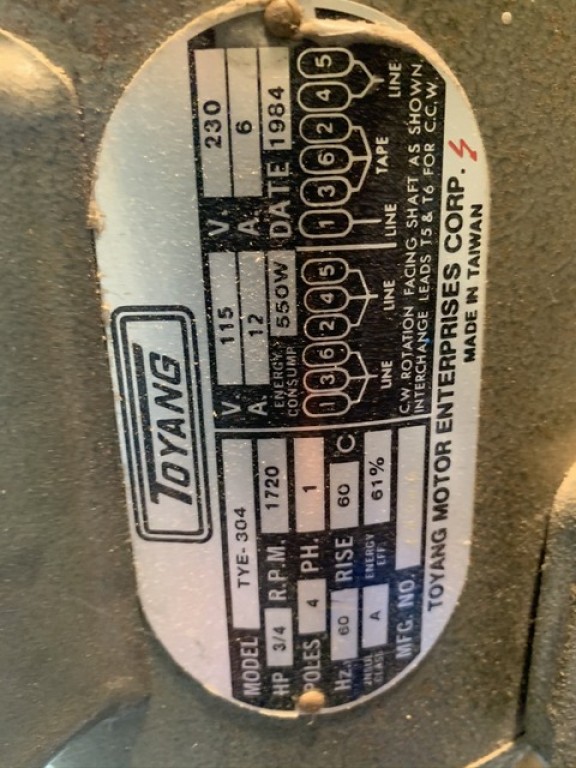 TOYANG
MODEL TYE-304
HP 3/4 R.P.M. 1720
POLES 4 PH. 1
Hz. 60 RISE 60 C
INSUL CLASS A ENERGY EFF. 61%
MFG. NO.
V. 115 V. 230
A. 12 A. 6
ENERGY CONSUMP 550W DATE 1984
1 3 6 2 4 5 1 3 6 2 4 5
LINE LINE LINE TAPE LINE
C.W. ROTATION FACING SHAFT AS SHOWN.
INTERCHANGE LEADS T5 & T6 FOR C.C.W.
TOYANG MOTOR ENTERPRISES CORP.
MADE IN TAIWAN